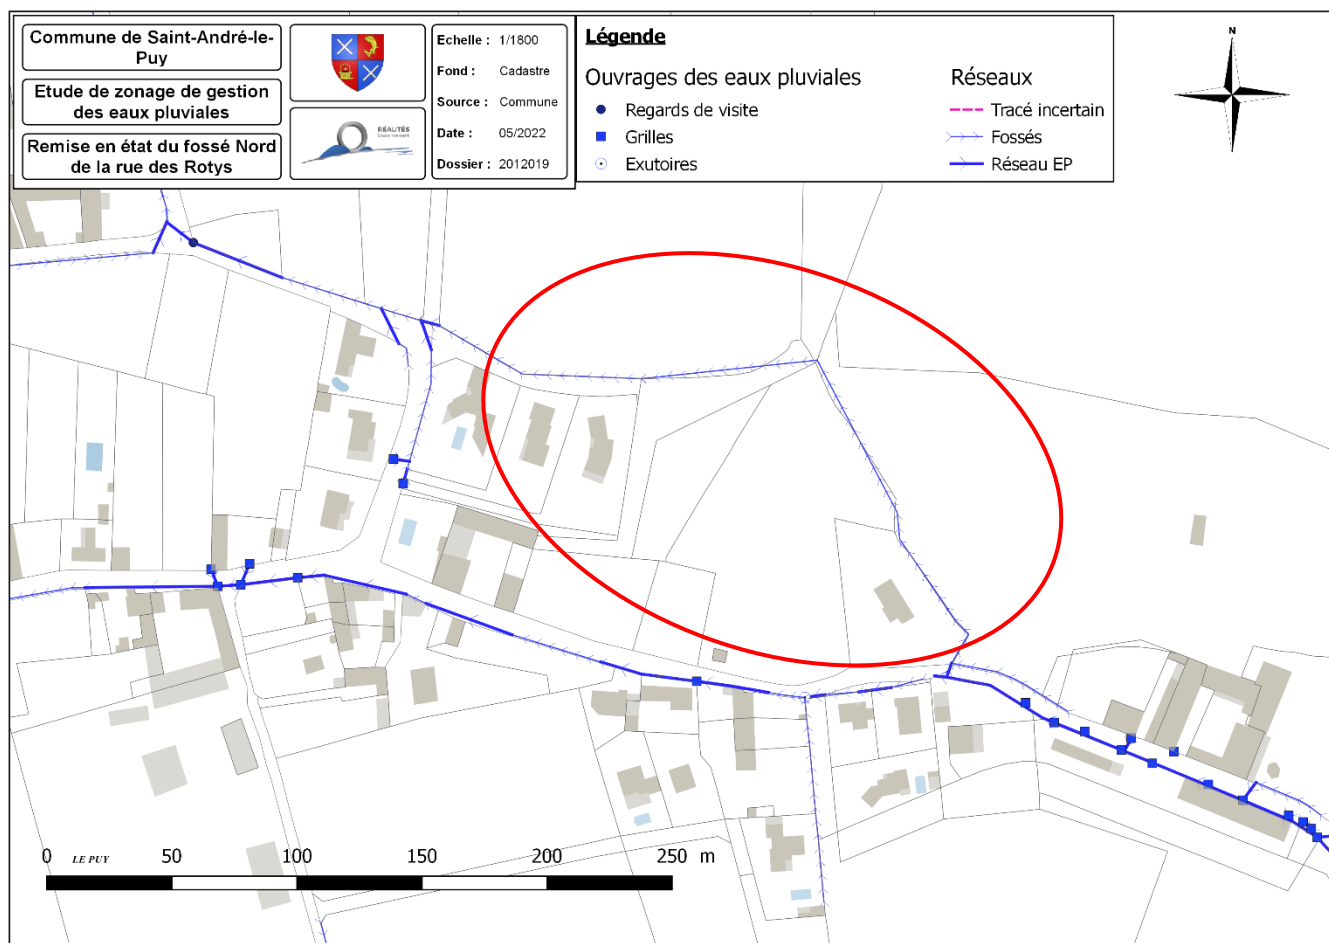 Commune de Saint-André-le-
Puy
Etude de zonage de gestion
des eaux pluviales
Remise en état du fossé Nord
de la rue des Rotys
RÉALITÉS
Echelle : 1/1800
Fond : Cadastre
Source : Commune
Date : 05/2022
Dossier : 2012019
Légende
Ouvrages des eaux pluviales
Regards de visite
Grilles
Exutoires
Réseaux
Tracé incertain
Fossés
Réseau EP
N
0 LE PUY 50 100 150 200 250 m